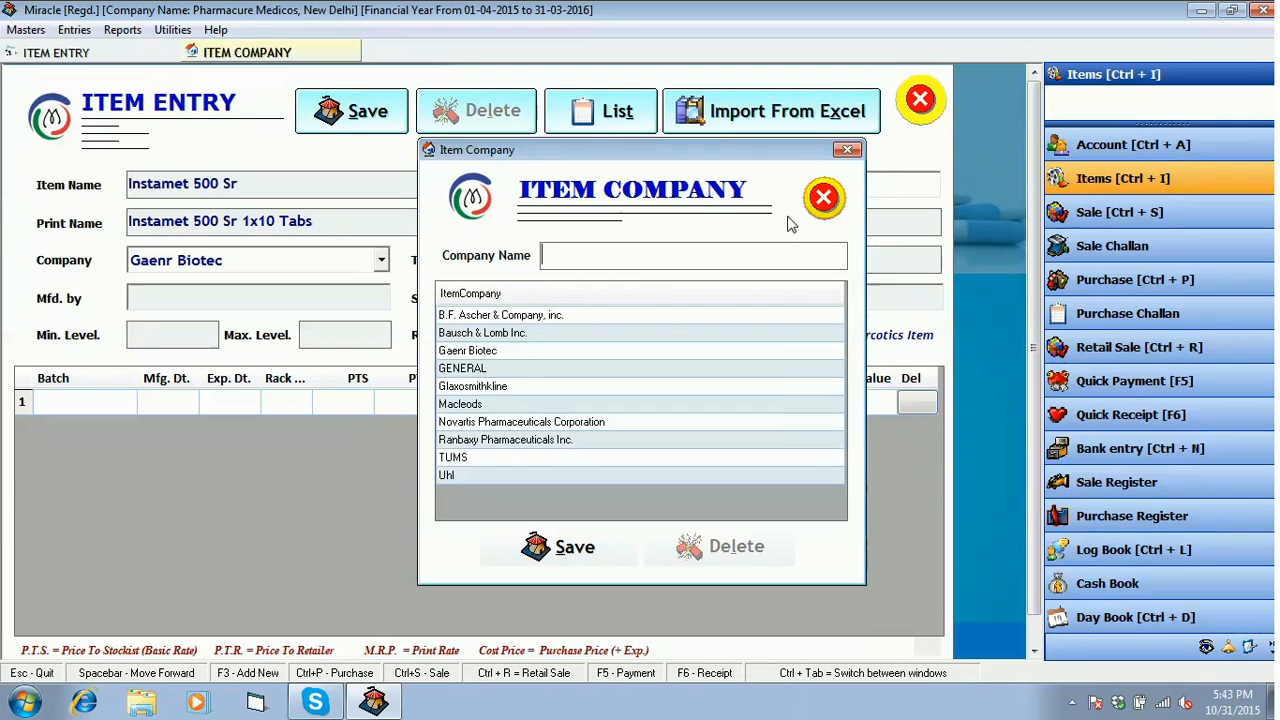 Miracle [Regd.] [Company Name: Pharmacure Medicos, New Delhi] [Financial Year From 01-04-2015 to 31-03-2016]
Masters Entries Reports Utilities Help
ITEM ENTRY ITEM COMPANY
Items [Ctrl + I]
ITEM ENTRY
Save Delete List Import From Excel
Item Company
Account [Ctrl + A]
Items [Ctrl + I]
Sale [Ctrl + S]
Sale Challan
Purchase [Ctrl + P]
Purchase Challan
Retail Sale [Ctrl + R]
Quick Payment [F5]
Quick Receipt [F6]
Bank entry [Ctrl + N]
Sale Register
Purchase Register
Log Book [Ctrl + L]
Cash Book
Day Book [Ctrl + D]
Item Name Instamet 500 Sr
Print Name Instamet 500 Sr 1x10 Tabs
Company Gaenr Biotec
Mfd. by
Min. Level. Max. Level.
rcotics Item
Batch Mfg. Dt. Exp. Dt. Rack ... PTS Del
1
ITEM COMPANY
Company Name
ItemCompany
B.F. Ascher & Company, inc.
Bausch & Lomb Inc.
Gaenr Biotec
GENERAL
Glaxosmithkline
Macleods
Novartis Pharmaceuticals Corporation
Ranbaxy Pharmaceuticals Inc.
TUMS
Uhl
Save Delete
P.T.S. = Price To Stockist (Basic Rate) P.T.R. = Price To Retailer M.R.P. = Print Rate Cost Price = Purchase Price (+ Exp.)
Esc - Quit Spacebar - Move Forward F3 - Add New Ctrl+P - Purchase Ctrl+S - Sale Ctrl + R = Retail Sale F5 - Payment F6 - Receipt Ctrl + Tab = Switch between windows
5:43 PM
10/31/2015